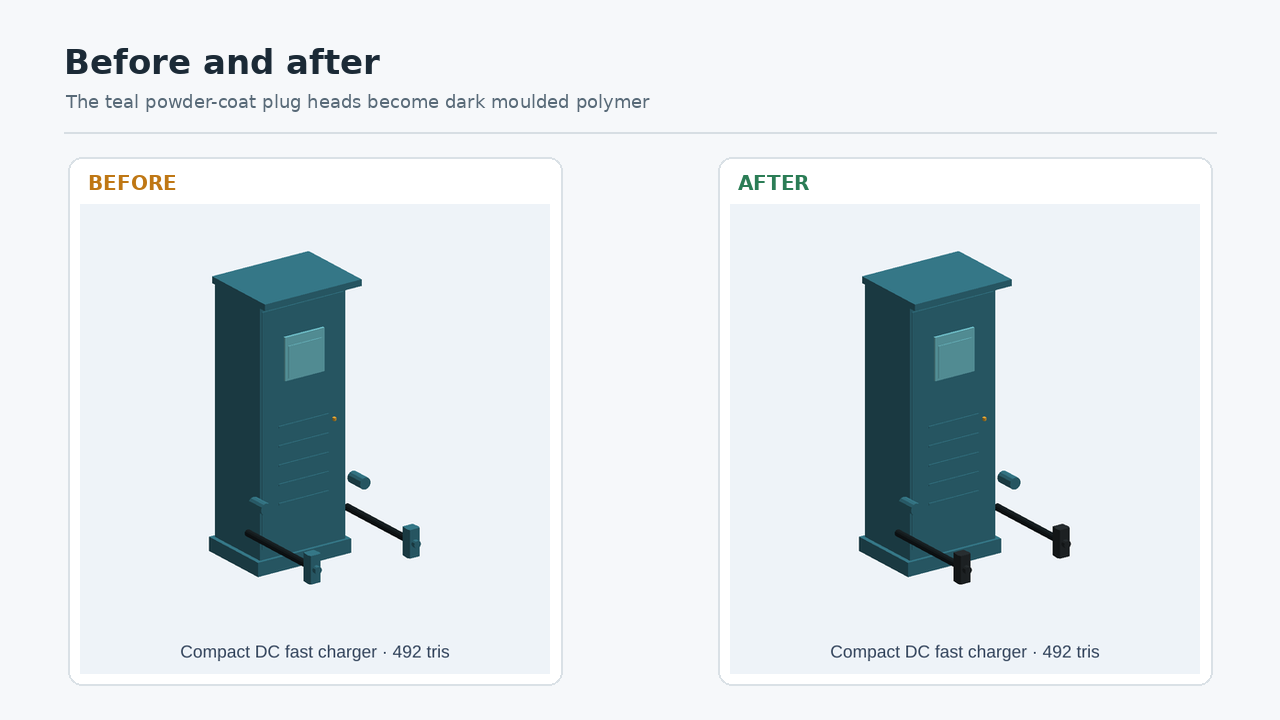 Before and after
The teal powder-coat plug heads become dark moulded polymer
BEFORE
Compact DC fast charger · 492 tris
AFTER
Compact DC fast charger · 492 tris